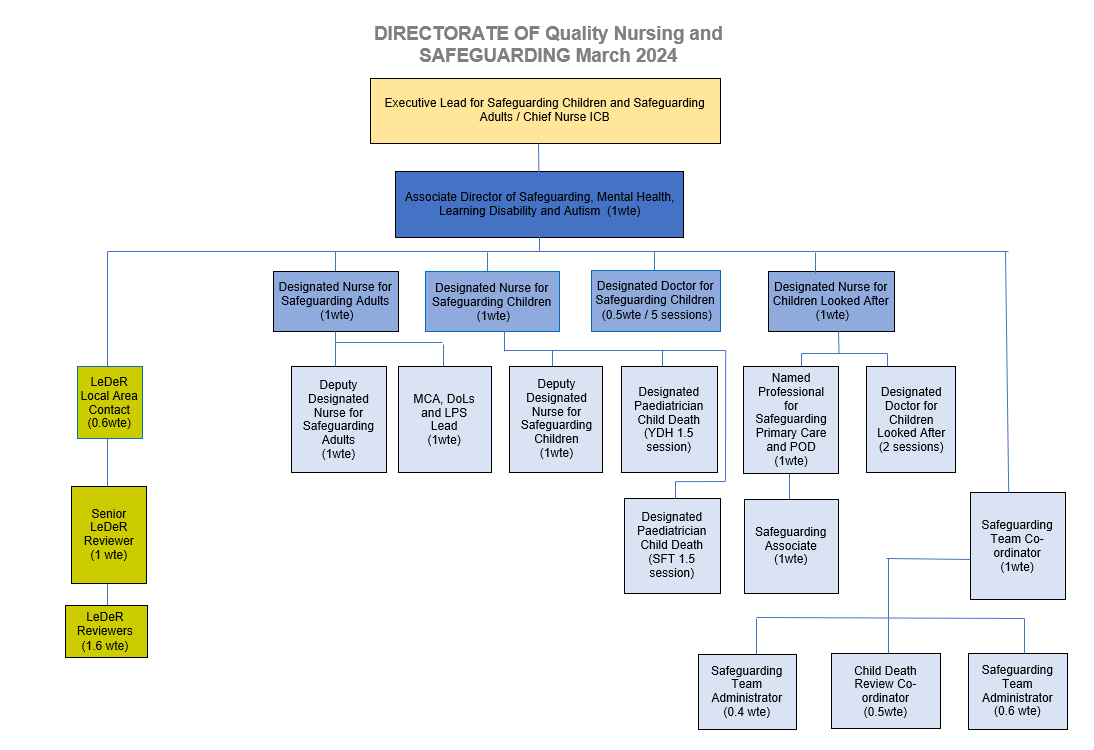 DIRECTORATE OF Quality Nursing and
SAFEGUARDING March 2024
Executive Lead for Safeguarding Children and Safeguarding
Adults / Chief Nurse ICB
Associate Director of Safeguarding, Mental Health,
Learning Disability and Autism (1wte)
Designated Nurse for
Safeguarding Adults
(1wte)
Designated Nurse for
Safeguarding Children
(1wte)
Designated Doctor for
Safeguarding Children
(0.5wte / 5 sessions)
Designated Nurse for
Children Looked After
(1wte)
LeDeR
Local Area
Contact
(0.6wte)
Deputy
Designated
Nurse for
Safeguarding
Adults
(1wte)
MCA, DoLs
and LPS
Lead
(1wte)
Deputy
Designated
Nurse for
Safeguarding
Children
(1wte)
Designated
Paediatrician
Child Death
(YDH 1.5
session)
Named
Professional
for
Safeguarding
Primary Care
and POD
(1wte)
Designated
Doctor for
Children
Looked After
(2 sessions)
Senior
LeDeR
Reviewer
(1 wte)
Designated
Paediatrician
Child Death
(SFT 1.5
session)
Safeguarding
Associate
(1wte)
Safeguarding
Team Co-
ordinator
(1wte)
LeDeR
Reviewers
(1.6 wte)
Safeguarding
Team
Administrator
(0.4 wte)
Child Death
Review Co-
ordinator
(0.5wte)
Safeguarding
Team
Administrator
(0.6 wte)